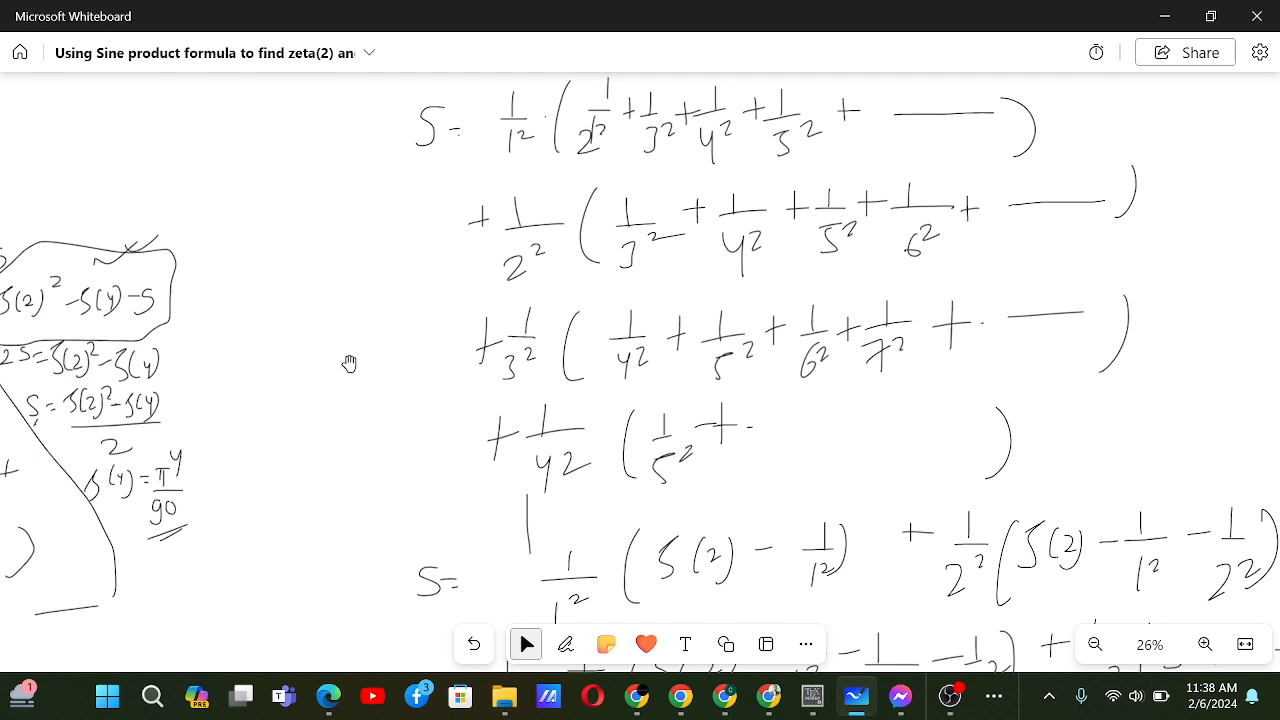 Microsoft Whiteboard
Using Sine product formula to find zeta(2) an
Share
S = 1/1² · ( 1/2² + 1/3² + 1/4² + 1/5² + —— )
+ 1/2² ( 1/3² + 1/4² + 1/5² + 1/6² + —— )
+ 1/3² ( 1/4² + 1/5² + 1/6² + 1/7² + · —— )
+ 1/4² ( 1/5² + · )
S = 1/1² ( ζ(2) - 1/1² ) + 1/2² ( ζ(2) - 1/1² - 1/2² )
ζ(2)² - ζ(4) - S
2S = ζ(2)² - ζ(4)
S = ζ(2)² - ζ(4) / 2
ζ(4) = π⁴/90
26%
1
PRE
3
11:38 AM
2/6/2024